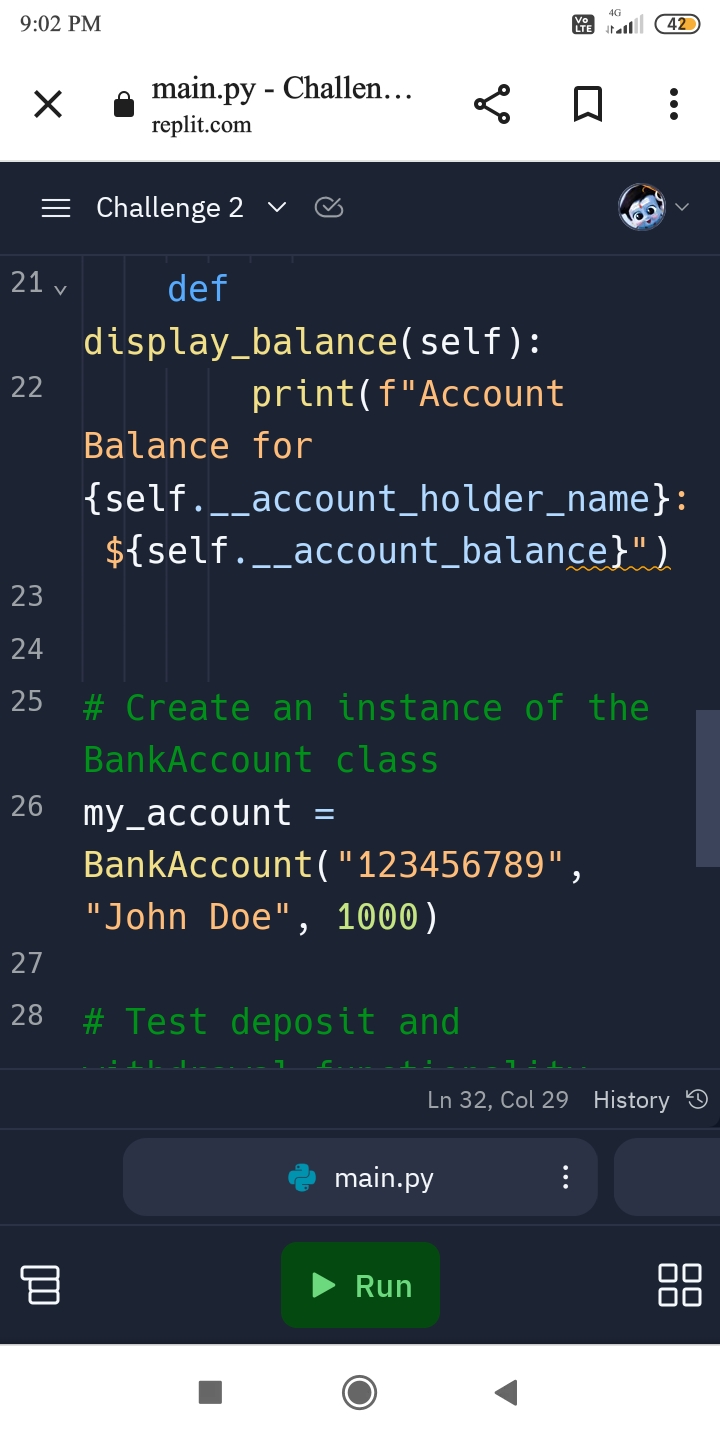 9:02 PM
Vo LTE 4G 42
main.py - Challen...
replit.com
Challenge 2
21 def
display_balance(self):
22 print(f"Account
Balance for
{self.__account_holder_name}:
${self.__account_balance}")
23
24
25 # Create an instance of the
BankAccount class
26 my_account =
BankAccount("123456789",
"John Doe", 1000)
27
28 # Test deposit and
withdrawal functionality
Ln 32, Col 29 History
main.py
Run